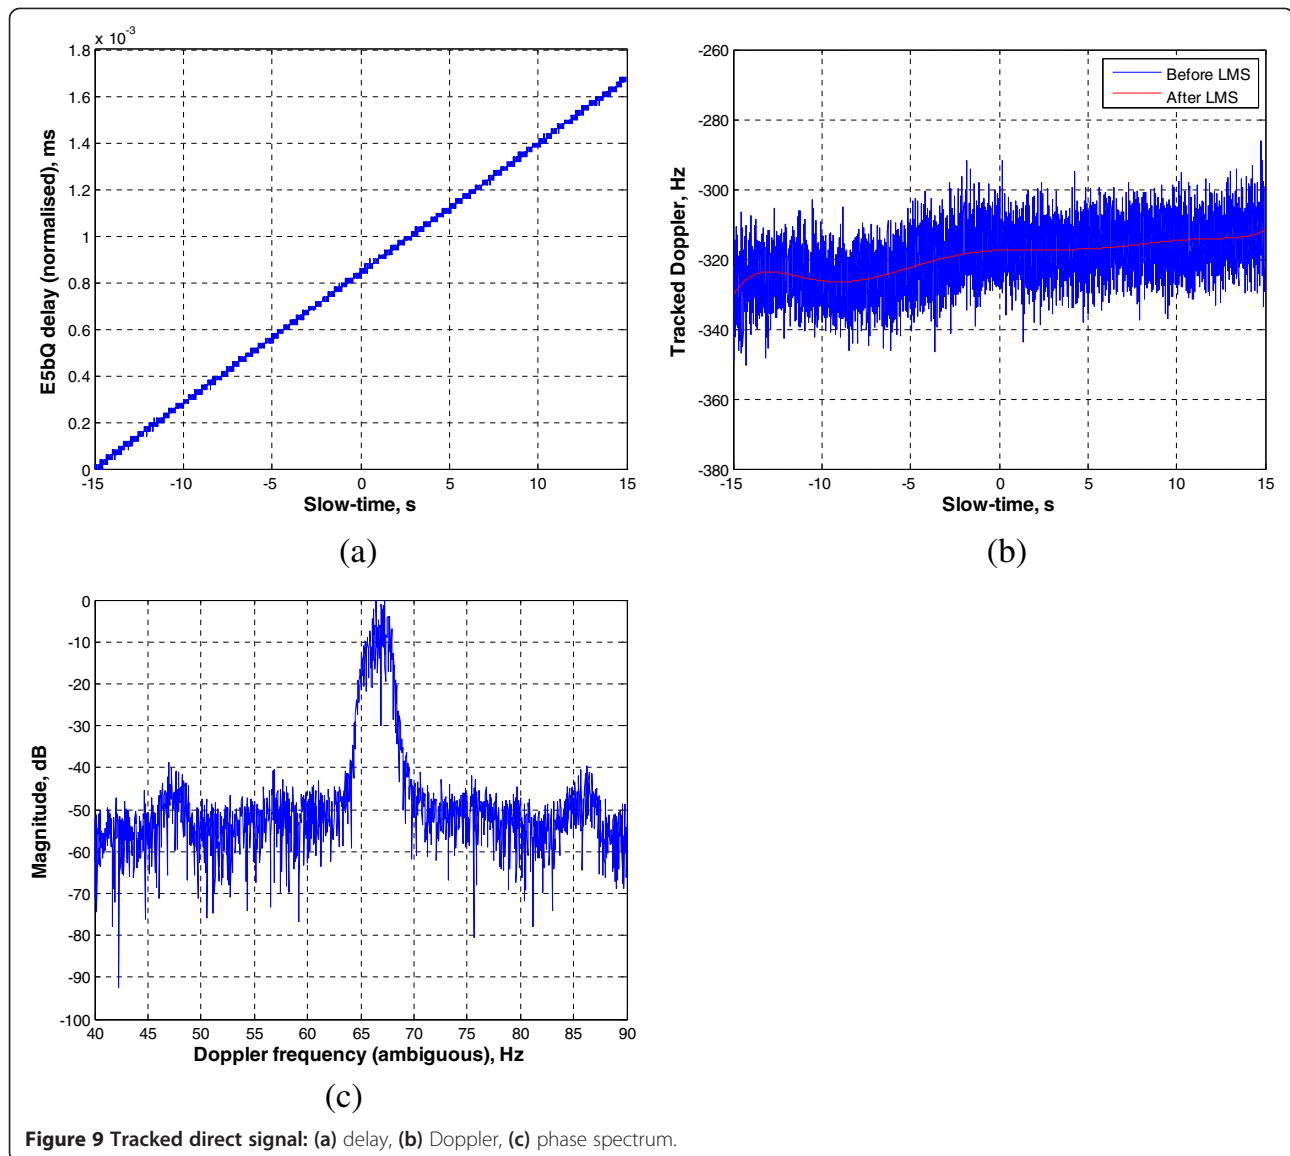 x 10^-3
1.8
1.6
1.4
1.2
1
0.8
0.6
0.4
0.2
0
E5bQ delay (normalised), ms
-15 -10 -5 0 5 10 15
Slow-time, s
(a)
-260
-280
-300
-320
-340
-360
-380
Tracked Doppler, Hz
Before LMS
After LMS
-15 -10 -5 0 5 10 15
Slow-time, s
(b)
0
-10
-20
-30
-40
-50
-60
-70
-80
-90
-100
Magnitude, dB
40 45 50 55 60 65 70 75 80 85 90
Doppler frequency (ambiguous), Hz
(c)
Figure 9 Tracked direct signal: (a) delay, (b) Doppler, (c) phase spectrum.